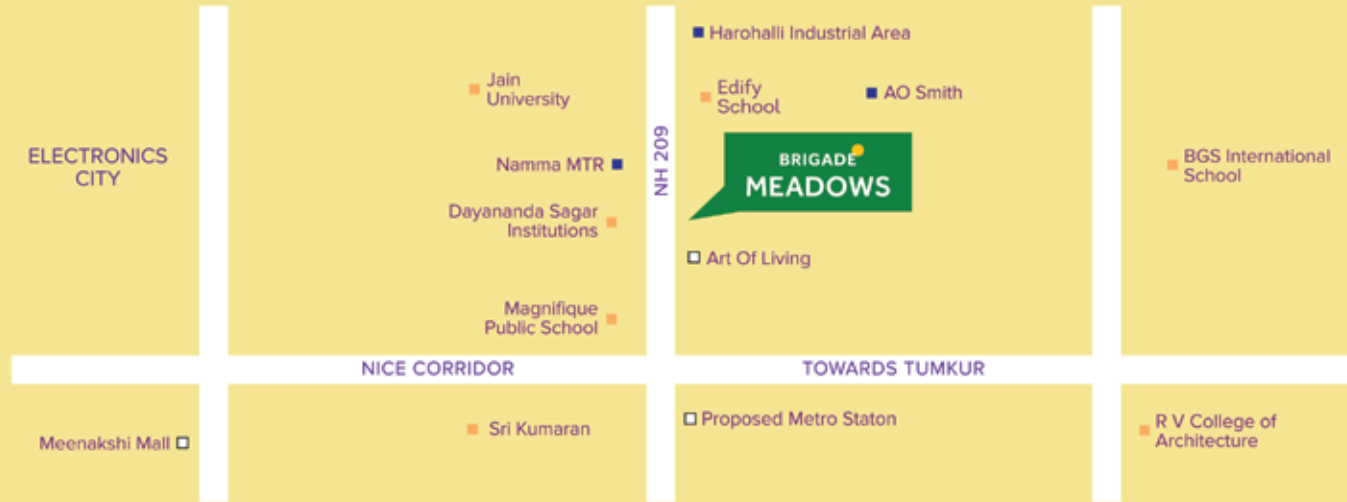 Harohalli Industrial Area
Jain
University
Edify
School
AO Smith
ELECTRONICS
CITY
Namma MTR
NH 209
BRIGADE
MEADOWS
BGS International
School
Dayananda Sagar
Institutions
Art Of Living
Magnifique
Public School
NICE CORRIDOR
TOWARDS TUMKUR
Meenakshi Mall
Sri Kumaran
Proposed Metro Staton
R V College of
Architecture